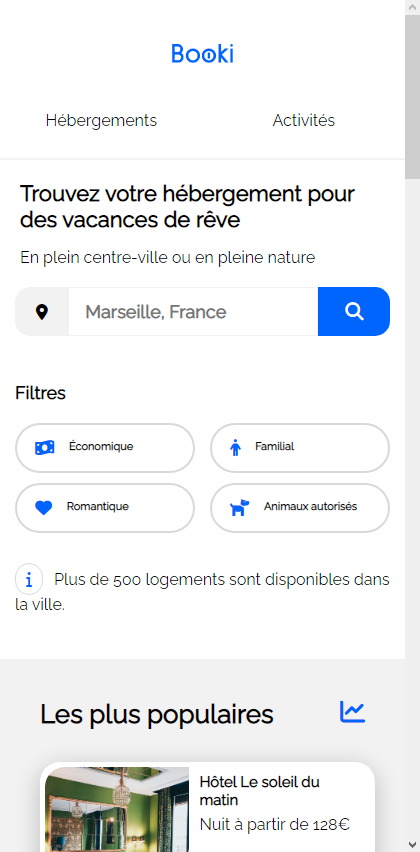 Booki
Hébergements Activités
Trouvez votre hébergement pour
des vacances de rêve
En plein centre-ville ou en pleine nature
Marseille, France
Filtres
Économique Familial
Romantique Animaux autorisés
i Plus de 500 logements sont disponibles dans
la ville.
Les plus populaires
Hôtel Le soleil du
matin
Nuit à partir de 128€